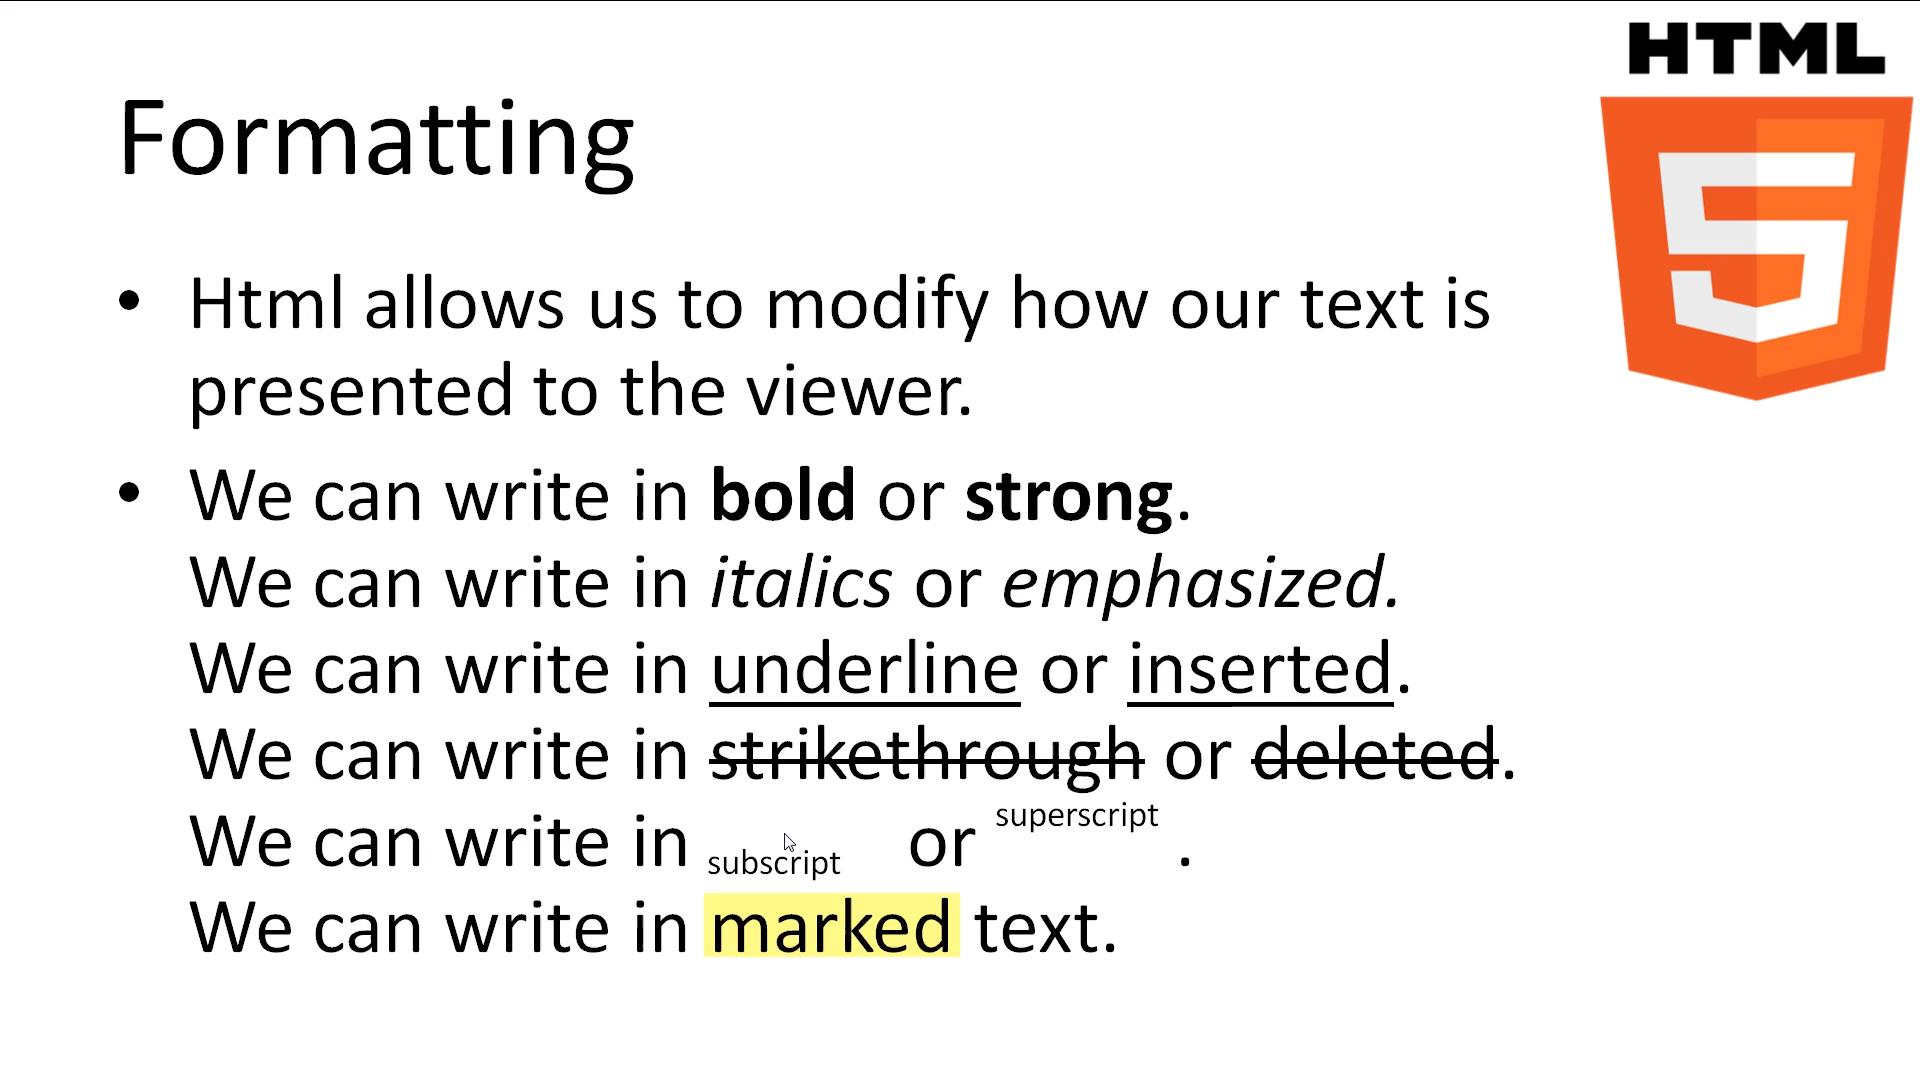 HTML
5
Formatting
• Html allows us to modify how our text is
presented to the viewer.
• We can write in bold or strong.
We can write in italics or emphasized.
We can write in underline or inserted.
We can write in strikethrough or deleted.
We can write in subscript or superscript .
We can write in marked text.